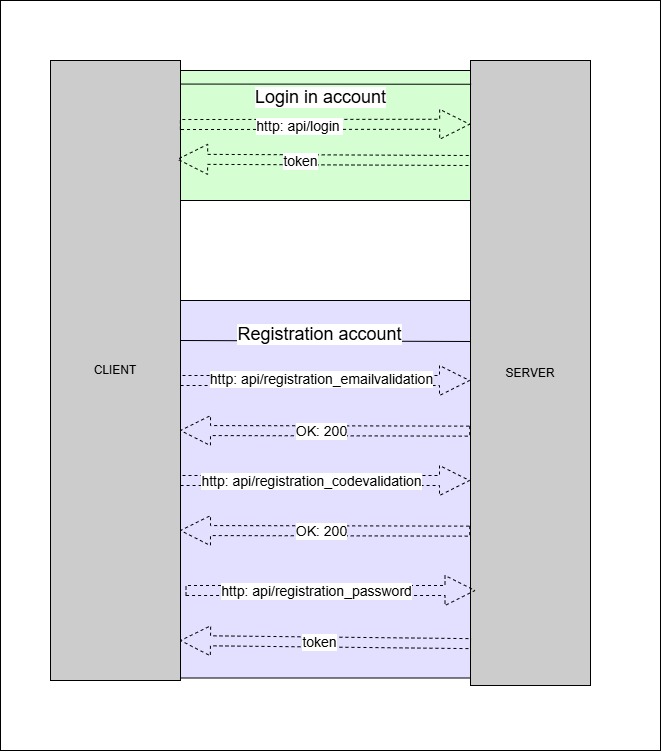 Login in account
http: api/login
token
Registration account
CLIENT
SERVER
http: api/registration_emailvalidation
OK: 200
http: api/registration_codevalidation
OK: 200
http: api/registration_password
token